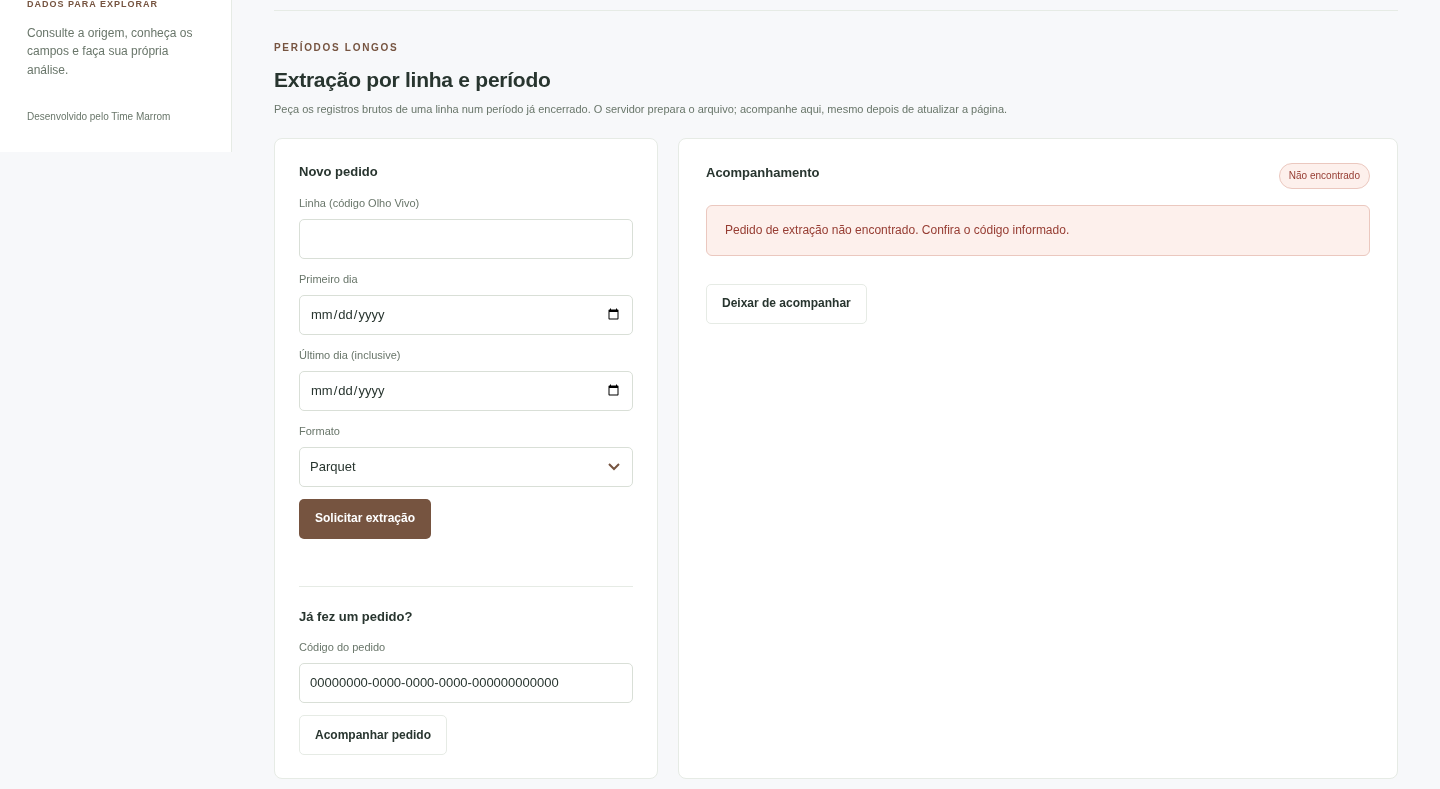 DADOS PARA EXPLORAR
Consulte a origem, conheça os
campos e faça sua própria
análise.
Desenvolvido pelo Time Marrom
PERÍODOS LONGOS
Extração por linha e período
Peça os registros brutos de uma linha num período já encerrado. O servidor prepara o arquivo; acompanhe aqui, mesmo depois de atualizar a página.
Novo pedido
Linha (código Olho Vivo)
Primeiro dia
mm/dd/yyyy
Último dia (inclusive)
mm/dd/yyyy
Formato
Parquet
Solicitar extração
Já fez um pedido?
Código do pedido
00000000-0000-0000-0000-000000000000
Acompanhar pedido
Acompanhamento
Não encontrado
Pedido de extração não encontrado. Confira o código informado.
Deixar de acompanhar